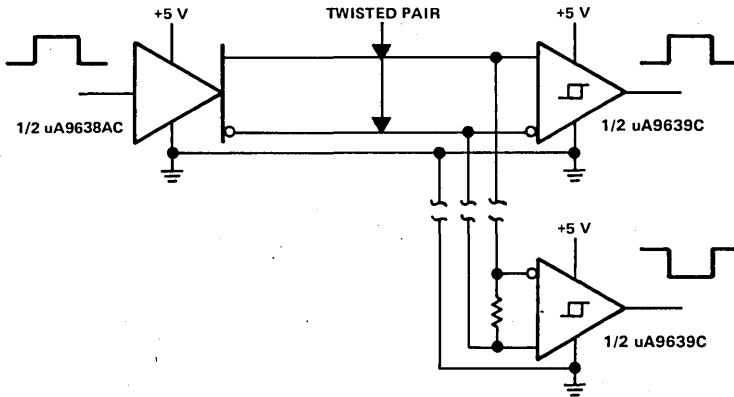 +5 V
TWISTED PAIR
+5 V
1/2 uA9638AC
1/2 uA9639C
+5 V
1/2 uA9639C